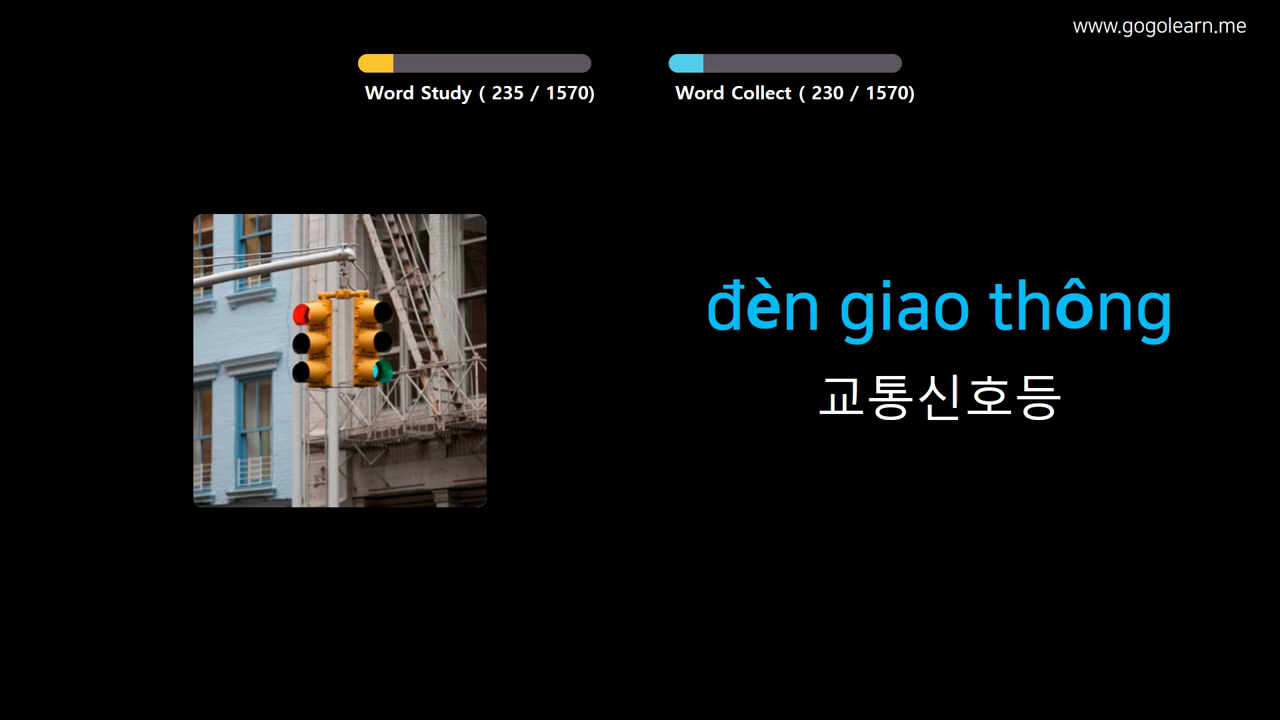 www.gogolearn.me
Word Study ( 235 / 1570)
Word Collect ( 230 / 1570)
đèn giao thông
교통신호등